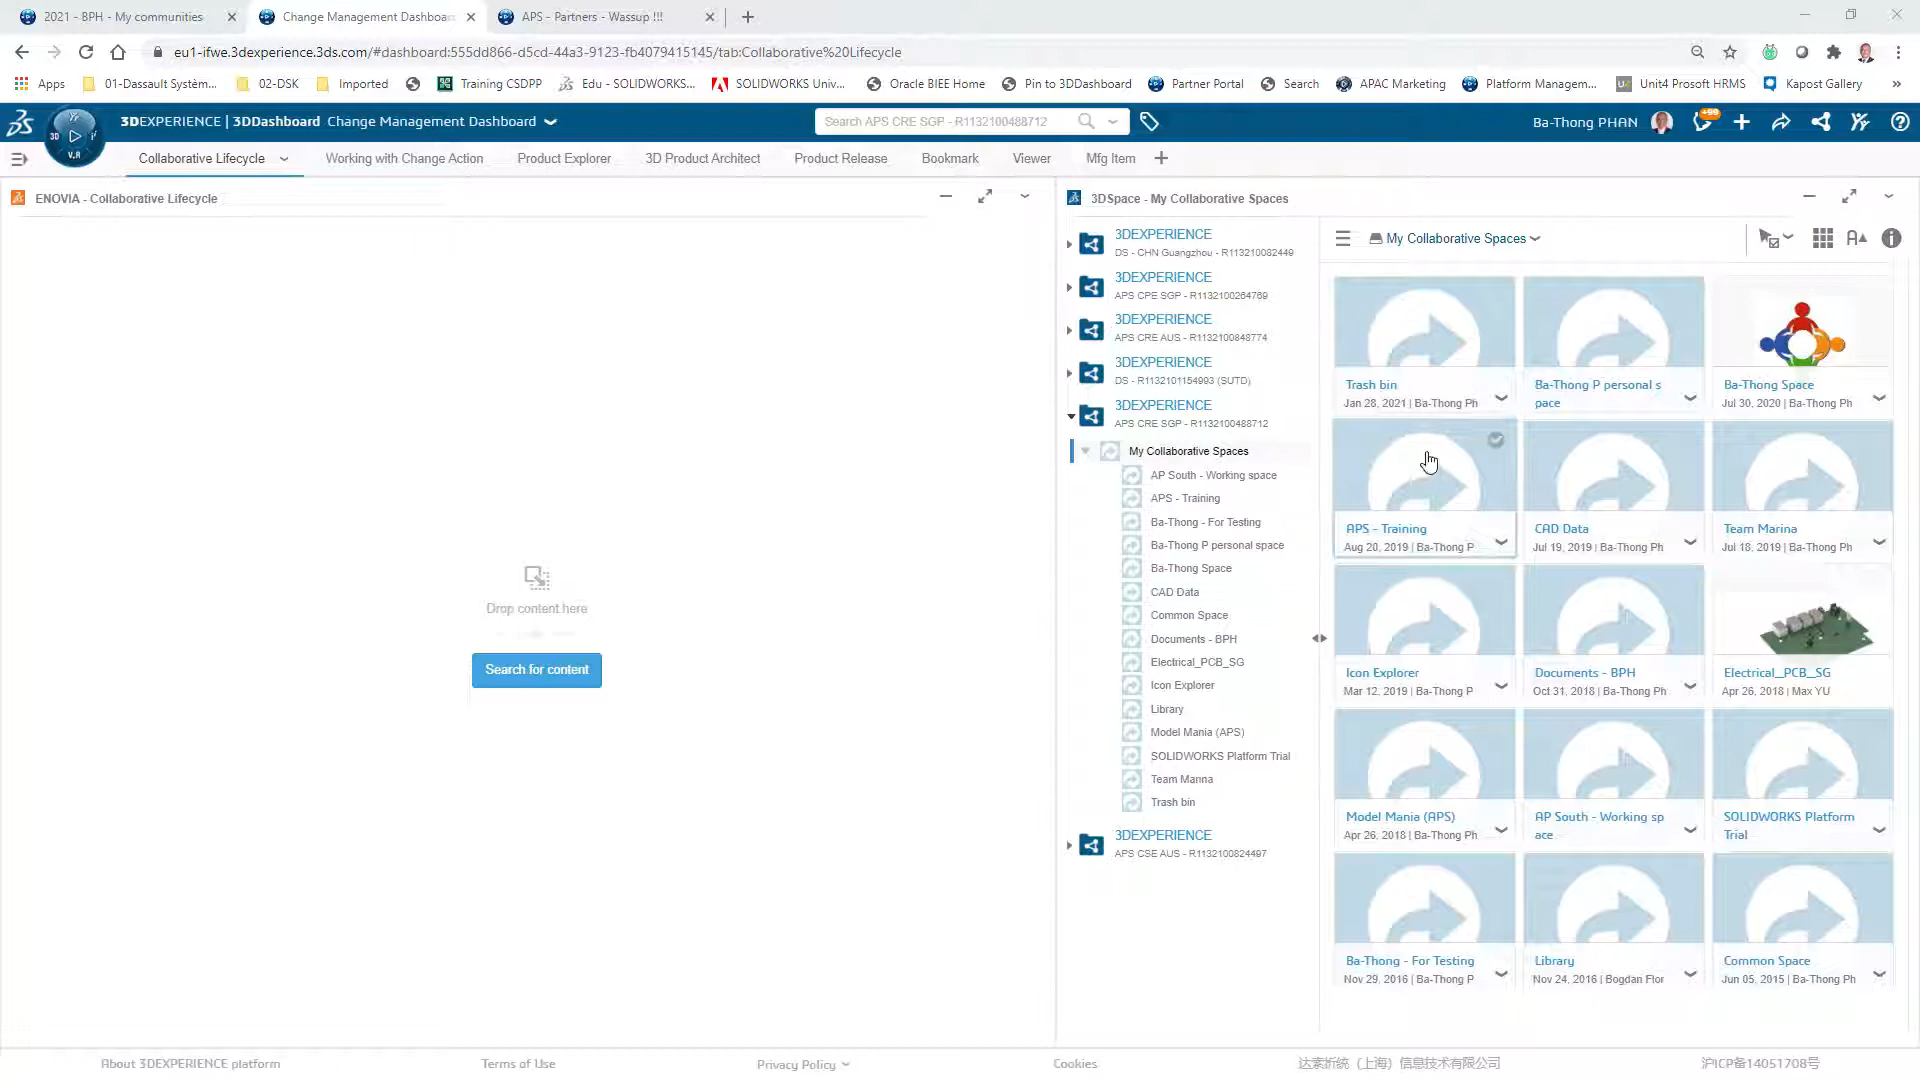 2021 - BPH - My communities
Change Management Dashboar
APS - Partners - Wassup !!!
eu1-ifwe.3dexperience.3ds.com/#dashboard:555dd866-d5cd-44a3-9123-fb4079415145/tab:Collaborative%20Lifecycle
Apps
01-Dassault Systèm...
02-DSK
Imported
Training CSDPP
Edu - SOLIDWORKS...
SOLIDWORKS Univ...
Oracle BIEE Home
Pin to 3DDashboard
Partner Portal
Search
APAC Marketing
Platform Managem...
Unit4 Prosoft HRMS
Kapost Gallery
»
3D
V.R
3DEXPERIENCE | 3DDashboard Change Management Dashboard
Search APS CRE SGP - R1132100488712
Ba-Thong PHAN
+99
Collaborative Lifecycle
Working with Change Action
Product Explorer
3D Product Architect
Product Release
Bookmark
Viewer
Mfg Item
ENOVIA - Collaborative Lifecycle
Drop content here
Search for content
3DSpace - My Collaborative Spaces
3DEXPERIENCE
DS - CHN Guangzhou - R113210082449
3DEXPERIENCE
APS CPE SGP - R1132100264769
3DEXPERIENCE
APS CRE AUS - R1132100848774
3DEXPERIENCE
DS - R1132101154993 (SUTD)
3DEXPERIENCE
APS CRE SGP - R1132100488712
My Collaborative Spaces
AP South - Working space
APS - Training
Ba-Thong - For Testing
Ba-Thong P personal space
Ba-Thong Space
CAD Data
Common Space
Documents - BPH
Electrical_PCB_SG
Icon Explorer
Library
Model Mania (APS)
SOLIDWORKS Platform Trial
Team Marina
Trash bin
3DEXPERIENCE
APS CSE AUS - R1132100824497
My Collaborative Spaces
Trash bin
Jan 28, 2021 | Ba-Thong Ph
Ba-Thong P personal s
pace
Ba-Thong Space
Jul 30, 2020 | Ba-Thong Ph
APS - Training
Aug 20, 2019 | Ba-Thong P
CAD Data
Jul 19, 2019 | Ba-Thong Ph
Team Marina
Jul 18, 2019 | Ba-Thong Ph
Icon Explorer
Mar 12, 2019 | Ba-Thong P
Documents - BPH
Oct 31, 2018 | Ba-Thong Ph
Electrical_PCB_SG
Apr 26, 2018 | Max YU
Model Mania (APS)
Apr 26, 2018 | Ba-Thong Ph
AP South - Working sp
ace
SOLIDWORKS Platform
Trial
Ba-Thong - For Testing
Nov 29, 2016 | Ba-Thong P
Library
Nov 24, 2016 | Bogdan Flor
Common Space
Jun 05, 2015 | Ba-Thong Ph
About 3DEXPERIENCE platform
Terms of Use
Privacy Policy
Cookies
达索析统（上海）信息技术有限公司
沪ICP备14051708号